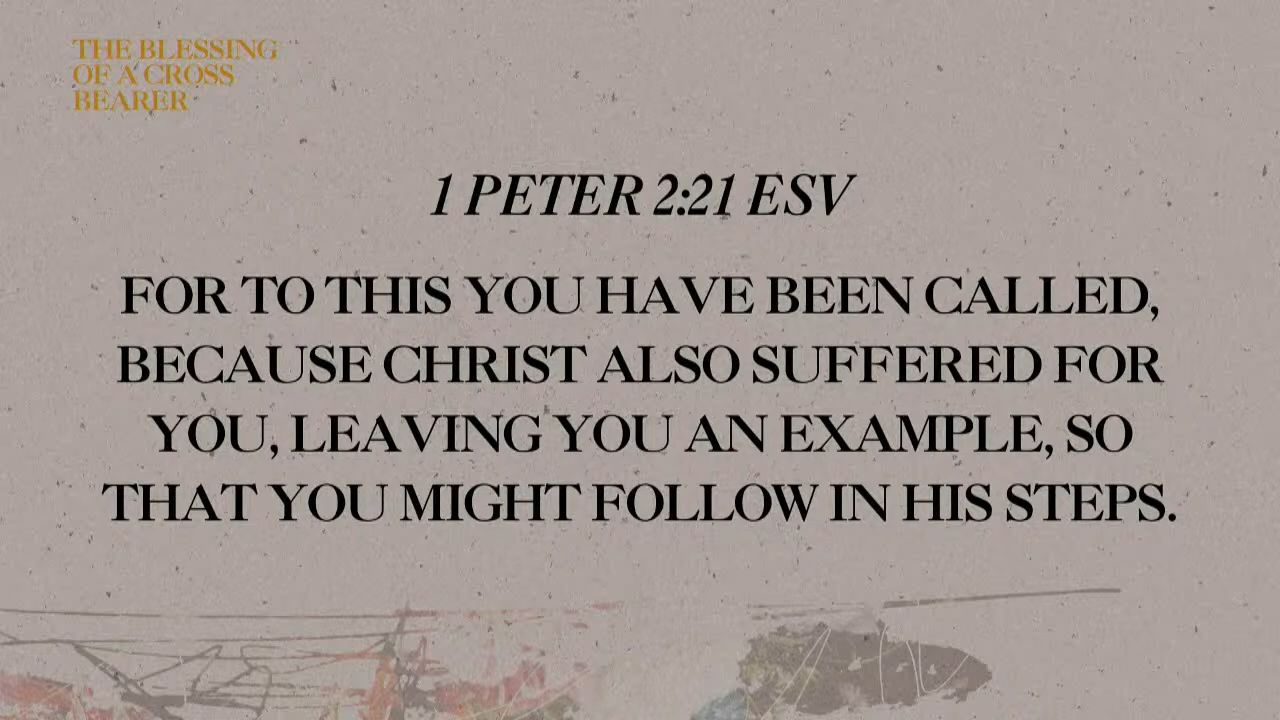 THE BLESSING
OF A CROSS
BEARER
1 PETER 2:21 ESV
FOR TO THIS YOU HAVE BEEN CALLED,
BECAUSE CHRIST ALSO SUFFERED FOR
YOU, LEAVING YOU AN EXAMPLE, SO
THAT YOU MIGHT FOLLOW IN HIS STEPS.